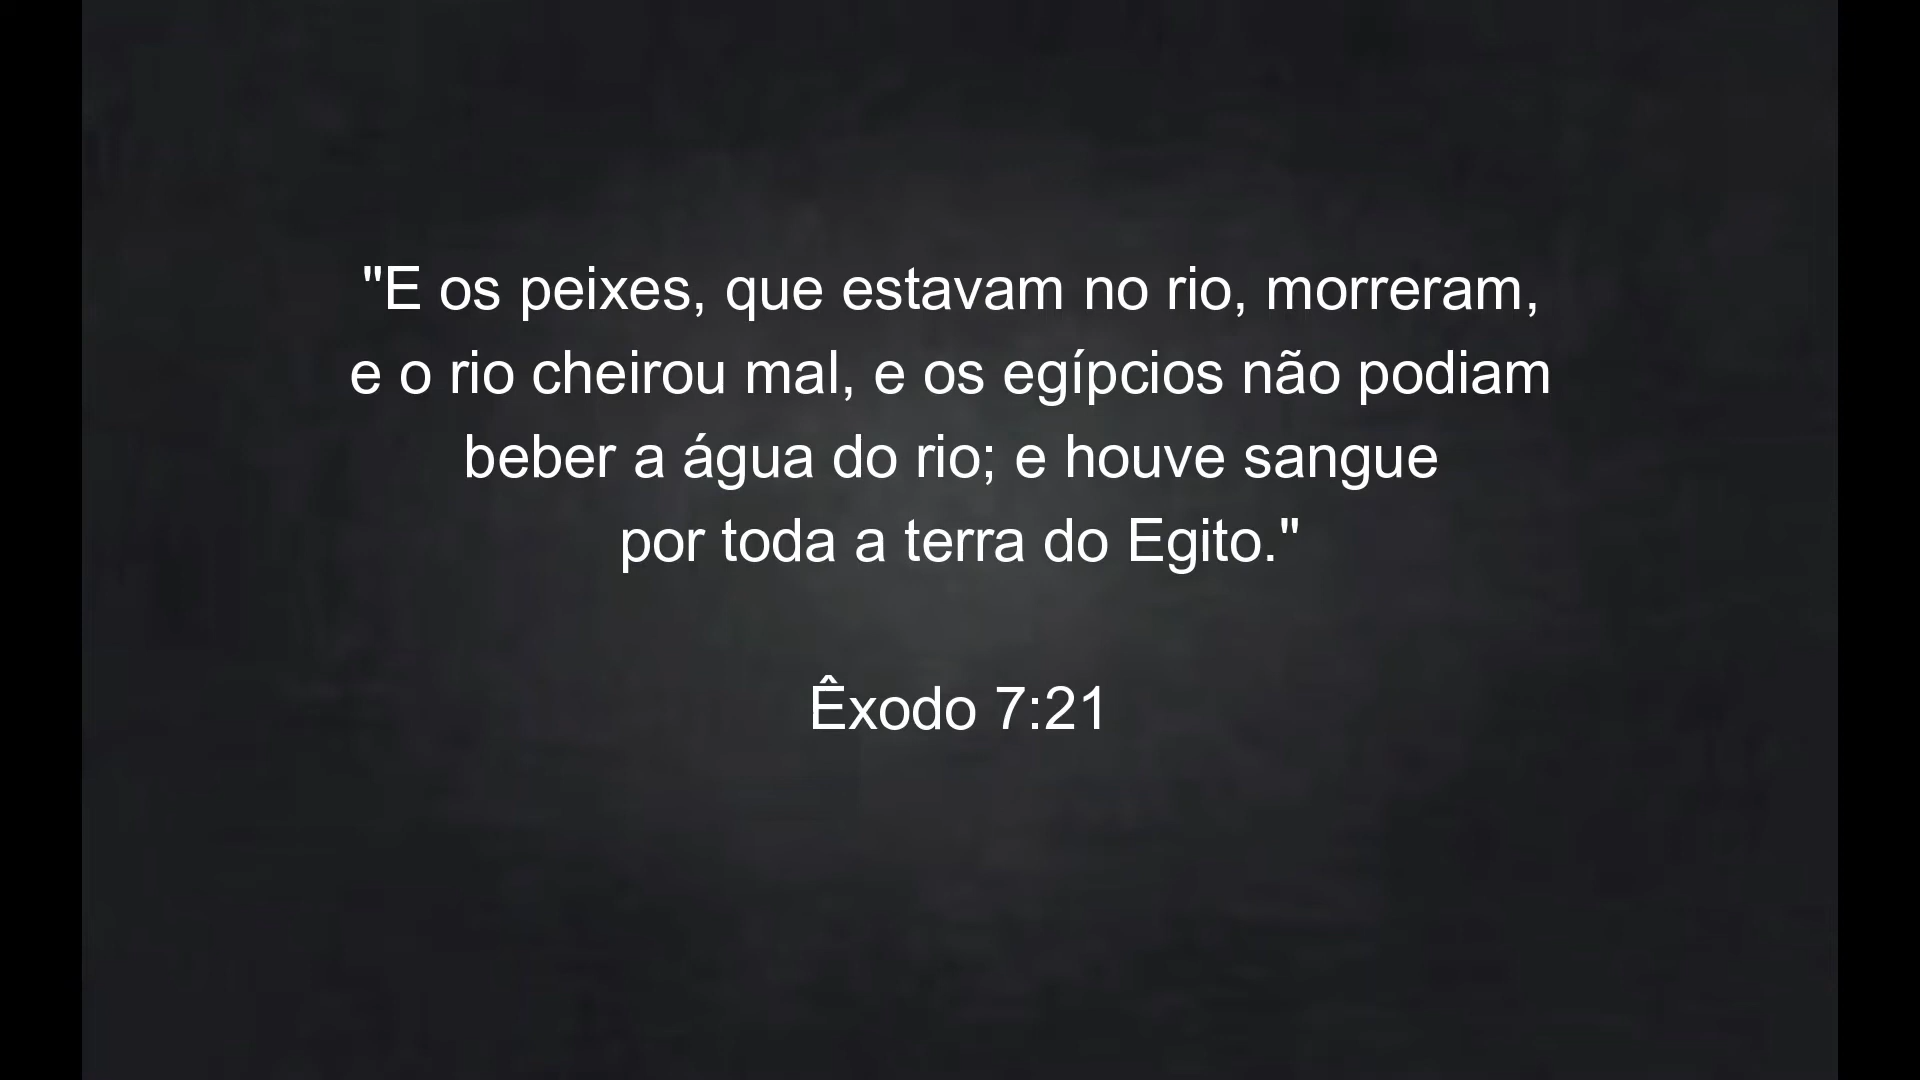 "E os peixes, que estavam no rio, morreram,
e o rio cheirou mal, e os egípcios não podiam
beber a água do rio; e houve sangue
por toda a terra do Egito."
Êxodo 7:21